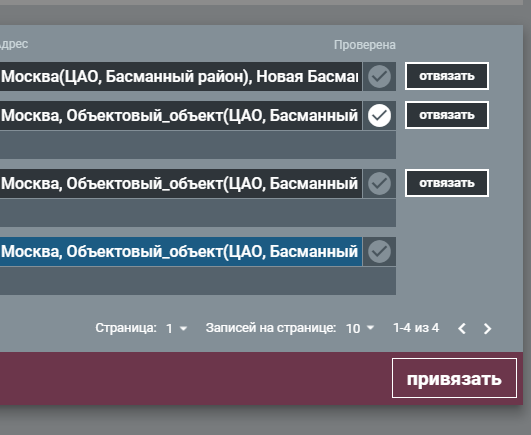 Адрес Проверена
Москва(ЦАО, Басманный район), Новая Басма отвязать
Москва, Объектовый_объект(ЦАО, Басманный отвязать
Москва, Объектовый_объект(ЦАО, Басманный отвязать
Москва, Объектовый_объект(ЦАО, Басманный
Страница: 1 Записей на странице: 10 1-4 из 4
привязать